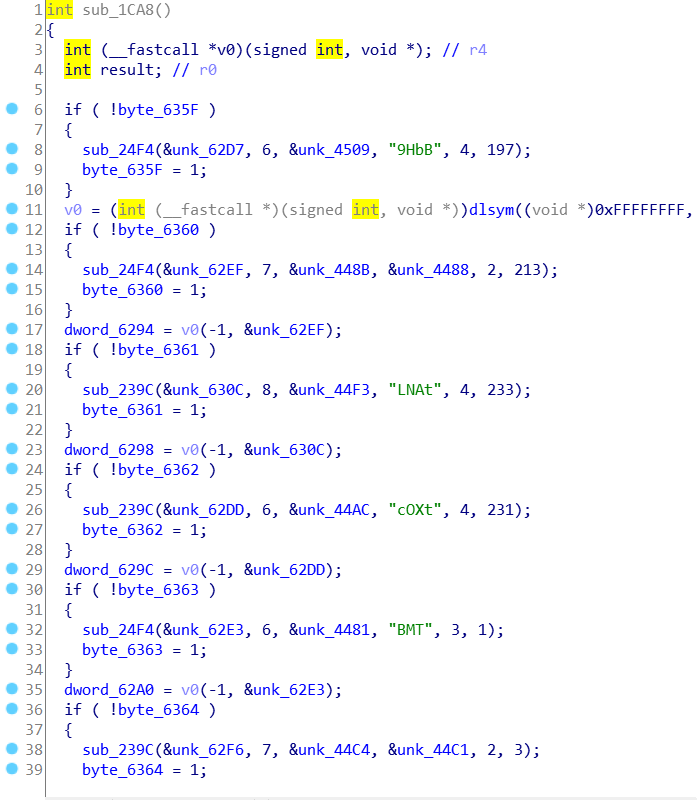 1 int sub_1CA8()
2 {
3 int (__fastcall *v0)(signed int, void *); // r4
4 int result; // r0
5
6 if ( !byte_635F )
7 {
8 sub_24F4(&unk_62D7, 6, &unk_4509, "9HbB", 4, 197);
9 byte_635F = 1;
10 }
11 v0 = (int (__fastcall *)(signed int, void *))dlsym((void *)0xFFFFFFFF,
12 if ( !byte_6360 )
13 {
14 sub_24F4(&unk_62EF, 7, &unk_448B, &unk_4488, 2, 213);
15 byte_6360 = 1;
16 }
17 dword_6294 = v0(-1, &unk_62EF);
18 if ( !byte_6361 )
19 {
20 sub_239C(&unk_630C, 8, &unk_44F3, "LNAt", 4, 233);
21 byte_6361 = 1;
22 }
23 dword_6298 = v0(-1, &unk_630C);
24 if ( !byte_6362 )
25 {
26 sub_239C(&unk_62DD, 6, &unk_44AC, "cOXt", 4, 231);
27 byte_6362 = 1;
28 }
29 dword_629C = v0(-1, &unk_62DD);
30 if ( !byte_6363 )
31 {
32 sub_24F4(&unk_62E3, 6, &unk_4481, "BMT", 3, 1);
33 byte_6363 = 1;
34 }
35 dword_62A0 = v0(-1, &unk_62E3);
36 if ( !byte_6364 )
37 {
38 sub_239C(&unk_62F6, 7, &unk_44C4, &unk_44C1, 2, 3);
39 byte_6364 = 1;